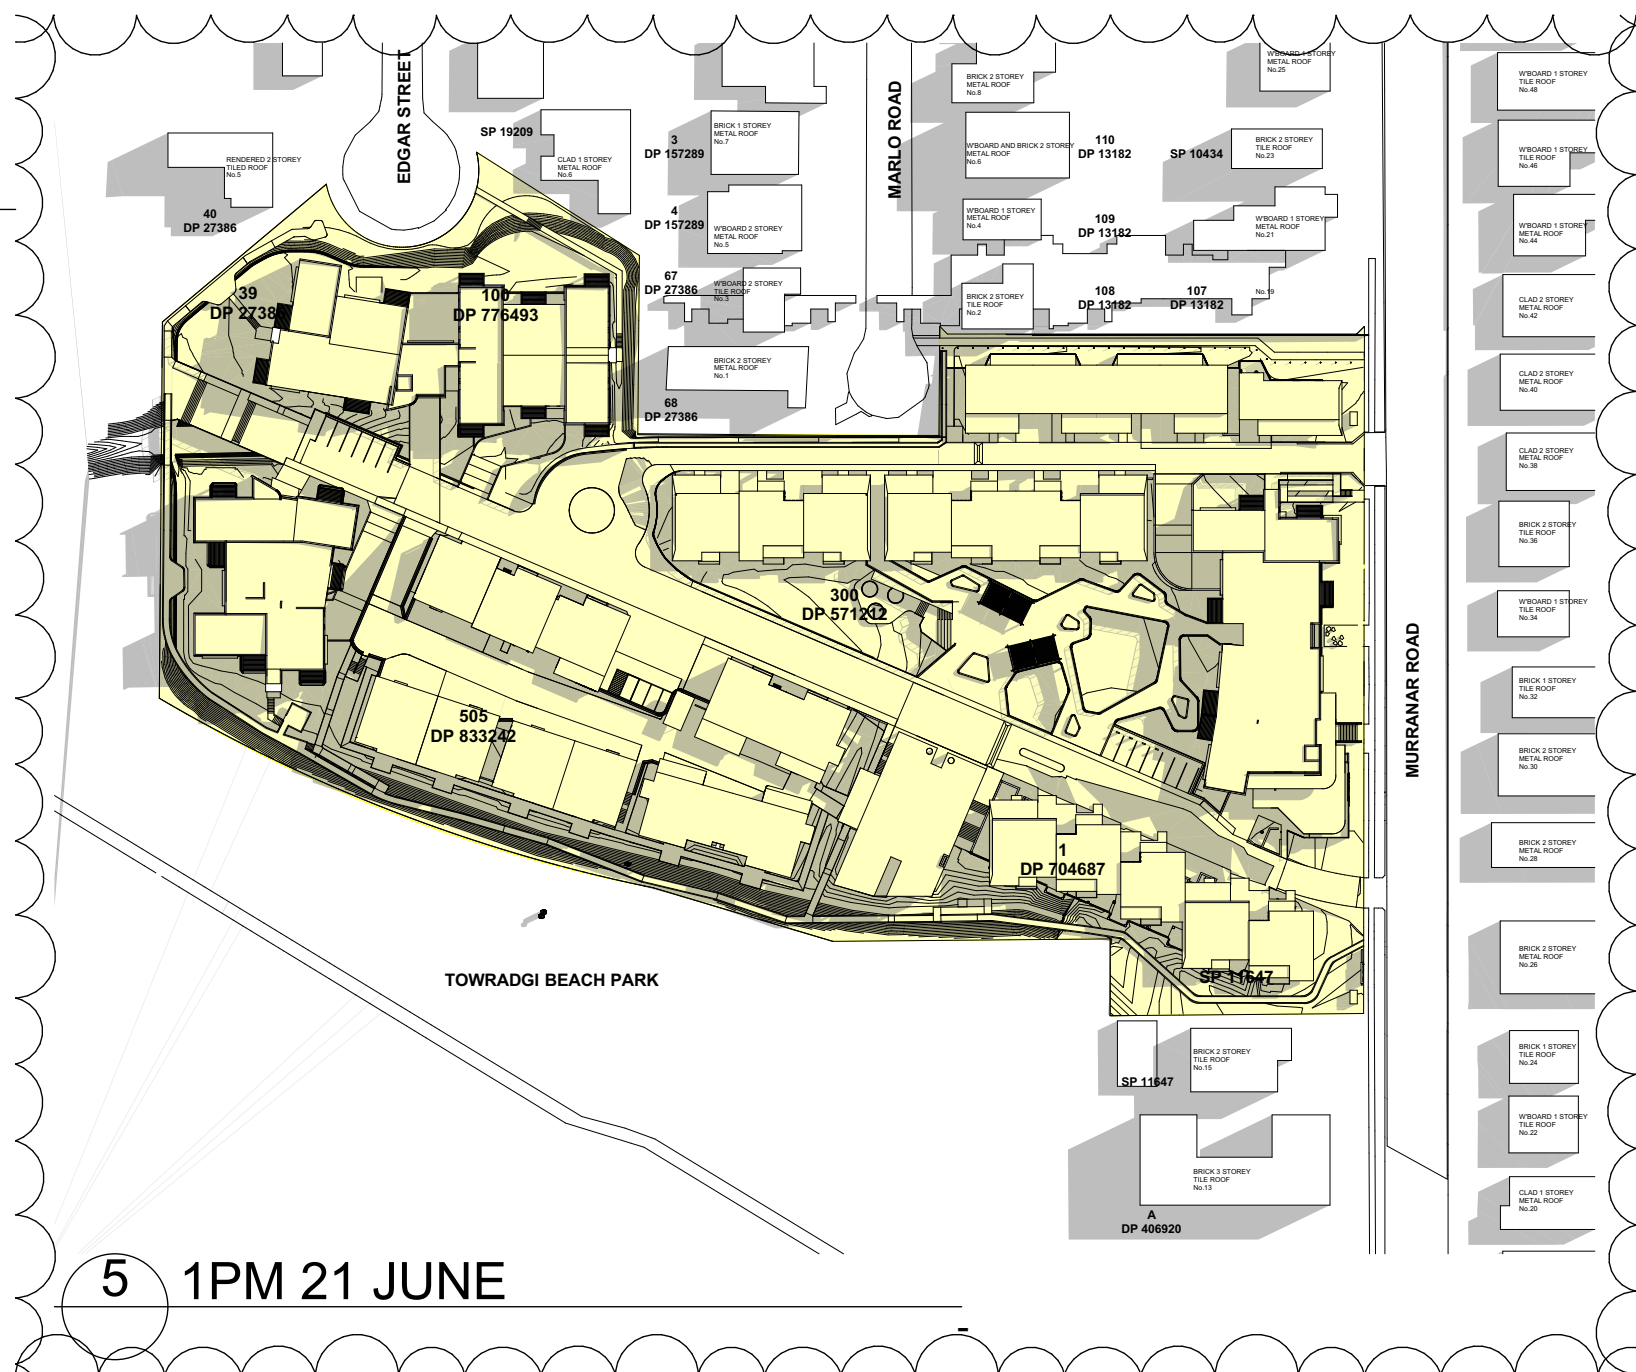 EDGAR STREET
MARLO ROAD
MURRANAR ROAD
W'BOARD 1 STOREY
METAL ROOF
No.25
BRICK 2 STOREY
METAL ROOF
No.8
W'BOARD 1 STOREY
TILE ROOF
No.48
SP 19209
BRICK 1 STOREY
METAL ROOF
No.7
3
DP 157289
W'BOARD AND BRICK 2 STOREY
METAL ROOF
No.6
110
DP 13182
SP 10434
BRICK 2 STOREY
TILE ROOF
No.23
W'BOARD 1 STOREY
TILE ROOF
No.46
RENDERED 2 STOREY
TILED ROOF
No.5
CLAD 1 STOREY
METAL ROOF
No.6
40
DP 27386
4
DP 157289
W'BOARD 2 STOREY
METAL ROOF
No.5
W'BOARD 1 STOREY
METAL ROOF
No.4
109
DP 13182
W'BOARD 1 STOREY
METAL ROOF
No.21
W'BOARD 1 STOREY
METAL ROOF
No.44
39
DP 27386
100
DP 776493
67
DP 27386
W'BOARD 2 STOREY
TILE ROOF
No.3
BRICK 2 STOREY
TILE ROOF
No.2
108
DP 13182
107
DP 13182
No.19
CLAD 2 STOREY
METAL ROOF
No.42
BRICK 2 STOREY
METAL ROOF
No.1
68
DP 27386
CLAD 2 STOREY
METAL ROOF
No.40
CLAD 2 STOREY
METAL ROOF
No.38
BRICK 2 STOREY
TILE ROOF
No.36
300
DP 571212
W'BOARD 1 STOREY
TILE ROOF
No.34
BRICK 1 STOREY
TILE ROOF
No.32
505
DP 833242
BRICK 2 STOREY
METAL ROOF
No.30
1
DP 704687
BRICK 2 STOREY
METAL ROOF
No.28
TOWRADGI BEACH PARK
SP 11647
BRICK 2 STOREY
METAL ROOF
No.26
BRICK 2 STOREY
TILE ROOF
No.15
SP 11647
BRICK 1 STOREY
TILE ROOF
No.24
W'BOARD 1 STOREY
TILE ROOF
No.22
BRICK 3 STOREY
TILE ROOF
No.13
A
DP 406920
CLAD 1 STOREY
METAL ROOF
No.20
5 1PM 21 JUNE
-